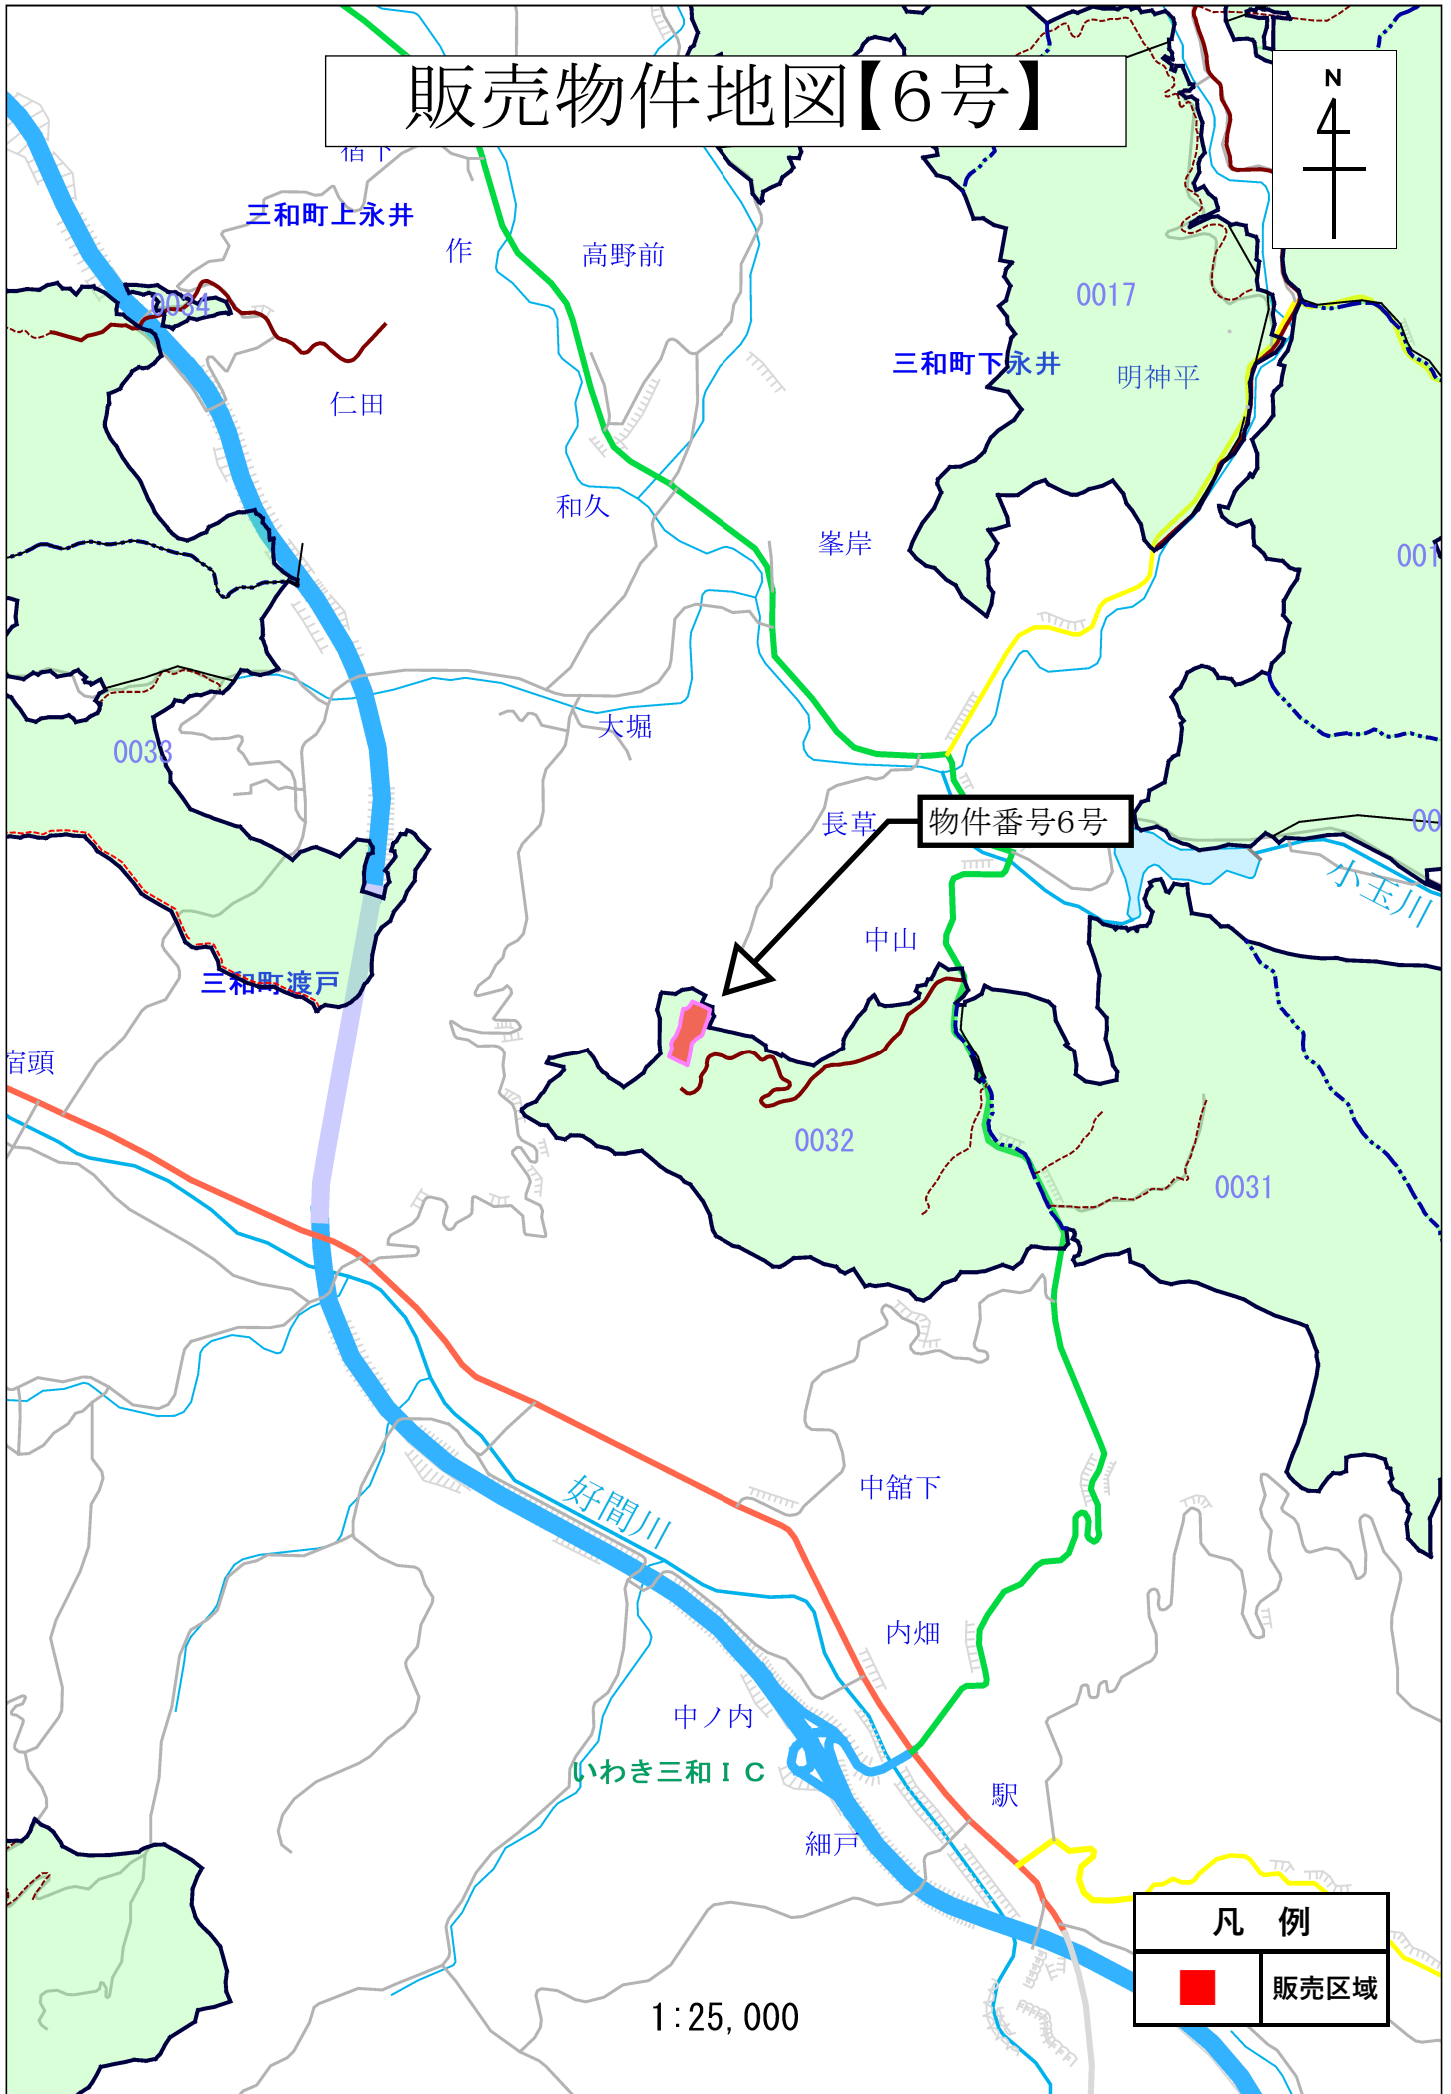 販売物件地図【6号】
N
三和町上永井
作
高野前
0034
0017
三和町下永井
明神平
仁田
和久
峯岸
大堀
0033
長草
物件番号6号
小玉川
中山
三和町渡戸
宿頭
0032
0031
中舘下
好間川
内畑
中ノ内
いわき三和ＩＣ
駅
細戸
凡 例
販売区域
1:25,000